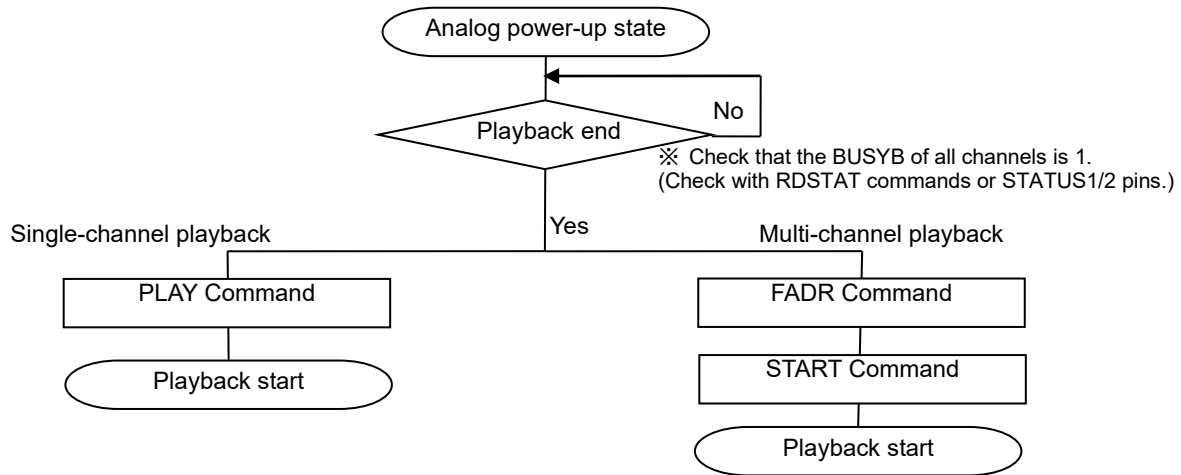 Analog power-up state
No
Playback end
※ Check that the BUSYB of all channels is 1.
(Check with RDSTAT commands or STATUS1/2 pins.)
Yes
Single-channel playback
Multi-channel playback
PLAY Command
FADR Command
START Command
Playback start
Playback start